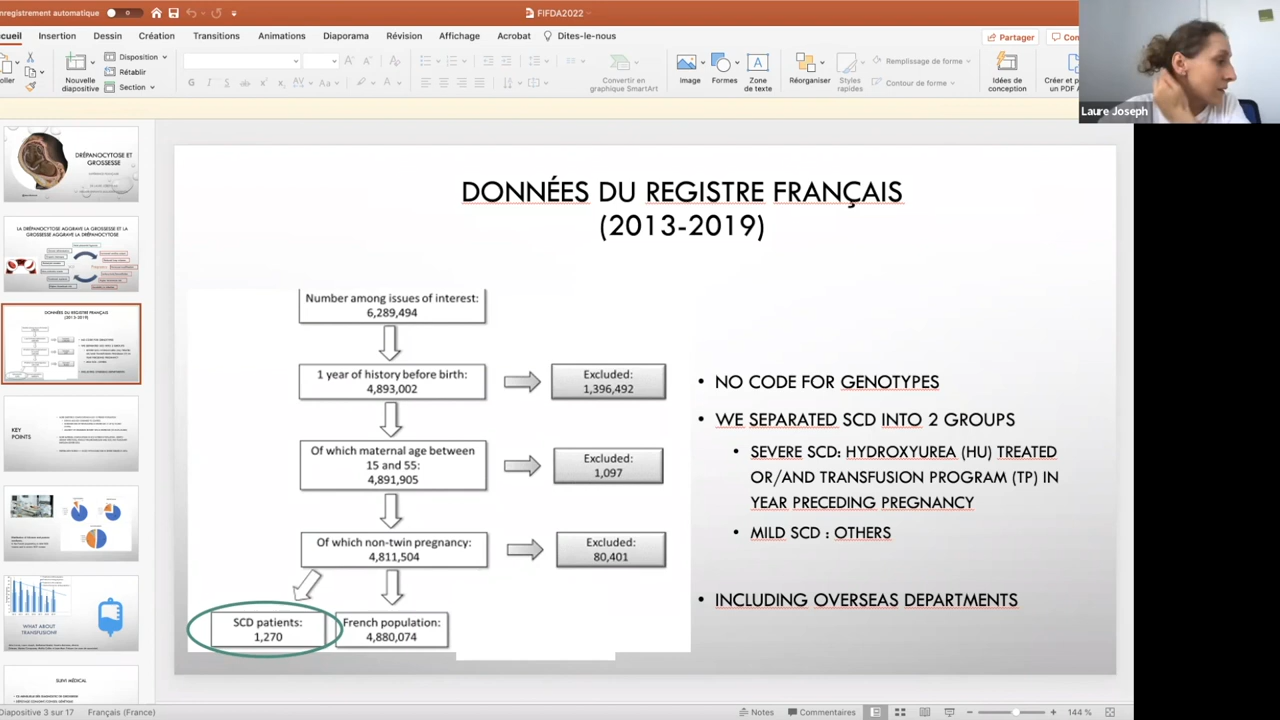 nregistrement automatique
FIFDA2022
cueil
Insertion
Dessin
Création
Transitions
Animations
Diaporama
Révision
Affichage
Acrobat
Dites-le-nous
Partager
Com
oller
Nouvelle
diapositive
Disposition
Rétablir
Section
G
I
S
Aa
Convertir en
graphique SmartArt
Image
Formes
Zone
de texte
Réorganiser
Styles
rapides
Remplissage de forme
Contour de forme
Idées de
conception
Créer et p
un PDF A
Laure Joseph
DRÉPANOCYTOSE ET
GROSSESSE
LA DRÉPANOCYTOSE AGGRAVE LA GROSSESSE ET LA
GROSSESSE AGGRAVE LA DRÉPANOCYTOSE
DONNÉES DU REGISTRE FRANÇAIS
(2013-2019)
KEY
POINTS
WHAT ABOUT
TRANSFUSION?
SUIVI MÉDICAL
DONNÉES DU REGISTRE FRANÇAIS
(2013-2019)
Number among issues of interest:
6,289,494
1 year of history before birth:
4,893,002
Excluded:
1,396,492
Of which maternal age between
15 and 55:
4,891,905
Excluded:
1,097
Of which non-twin pregnancy:
4,811,504
Excluded:
80,401
SCD patients:
1,270
French population:
4,880,074
• NO CODE FOR GENOTYPES
• WE SEPARATED SCD INTO 2 GROUPS
• SEVERE SCD: HYDROXYUREA (HU) TREATED
OR/AND TRANSFUSION PROGRAM (TP) IN
YEAR PRECEDING PREGNANCY
• MILD SCD : OTHERS
• INCLUDING OVERSEAS DEPARTMENTS
Diapositive 3 sur 17
Français (France)
Notes
Commentaires
144 %